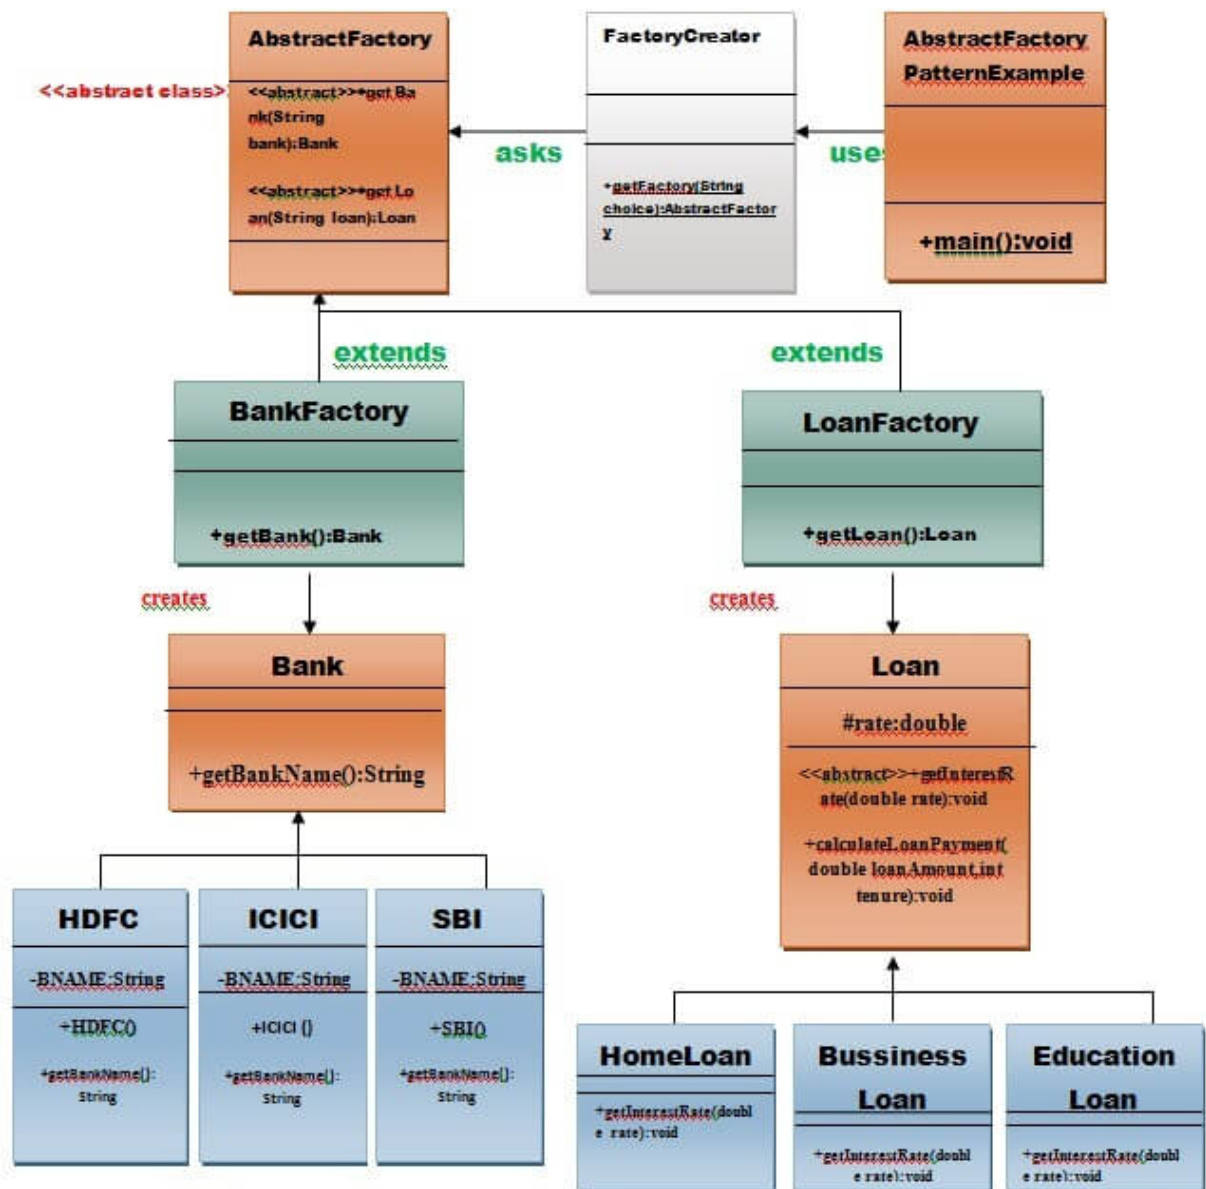 AbstractFactory
<<abstract class>>
<<abstract>>+getBa
nk(String
bank):Bank
<<abstract>>+getLo
an(String loan):Loan
FactoryCreator
+getFactory(String
choice):AbstractFactor
y
AbstractFactory
PatternExample
+main():void
asks
uses
extends
extends
BankFactory
+getBank():Bank
LoanFactory
+getLoan():Loan
creates
creates
Bank
+getBankName():String
Loan
#rate:double
<<abstract>>+getInterestR
ate(double rate):void
+calculateLoanPayment(
double loanAmount,int
tenure):void
HDFC
-BNAME:String
+HDFC()
+getBankName():
String
ICICI
-BNAME:String
+ICICI ()
+getBankName():
String
SBI
-BNAME:String
+SBI()
+getBankName():
String
HomeLoan
+getInterestRate(doubl
e rate):void
Bussiness
Loan
+getInterestRate(doubl
e rate):void
Education
Loan
+getInterestRate(doubl
e rate):void